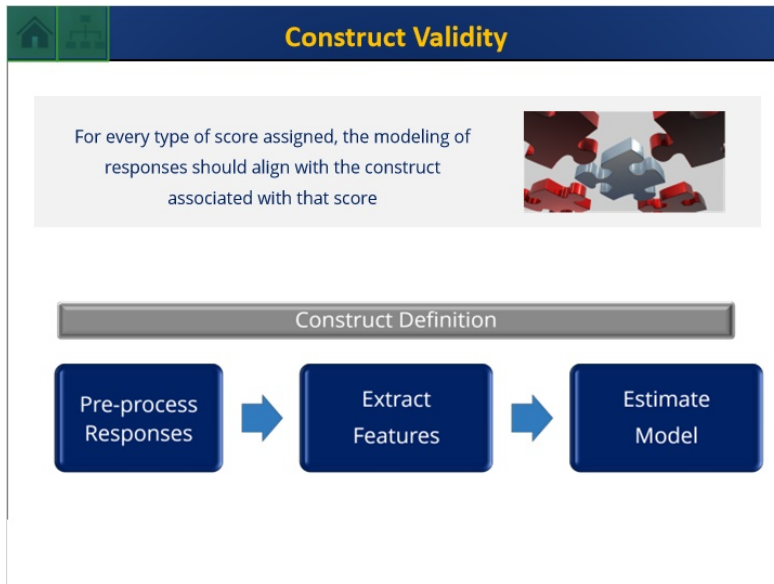 Construct Validity
For every type of score assigned, the modeling of
responses should align with the construct
associated with that score
Construct Definition
Pre-process
Responses
Extract
Features
Estimate
Model